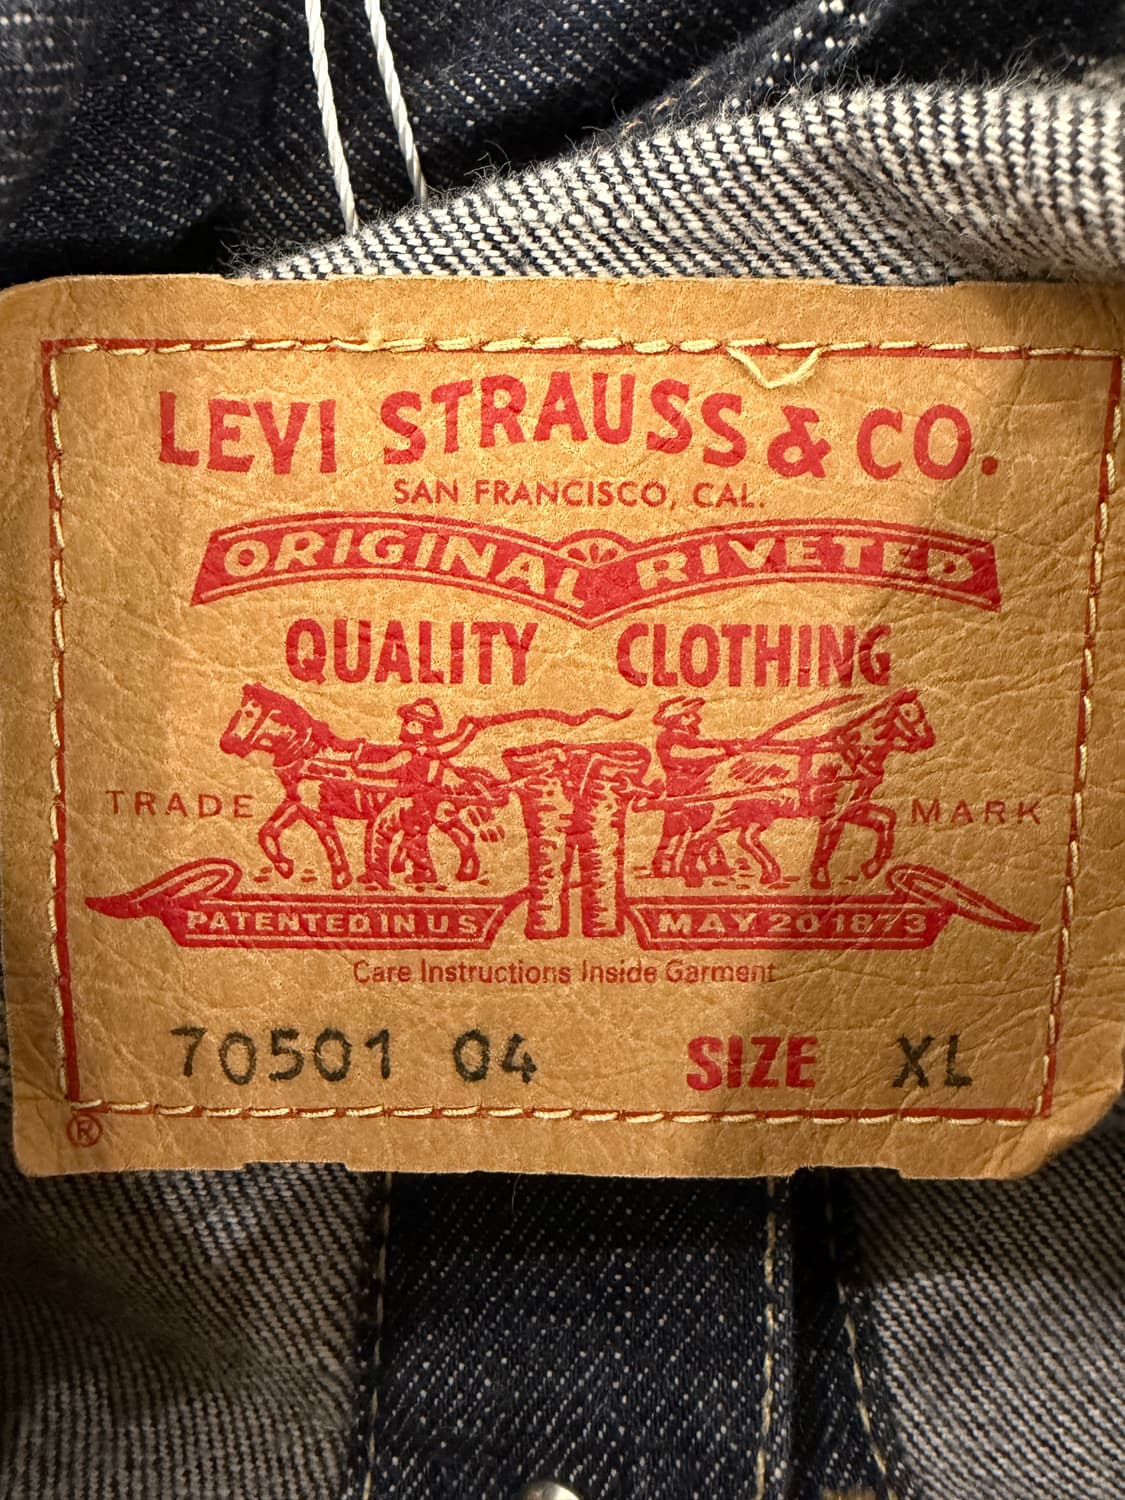 LEVI STRAUSS & CO.
SAN FRANCISCO, CAL.
ORIGINAL RIVETED
QUALITY CLOTHING
TRADE MARK
PATENTED IN U S MAY 20 1873
Care Instructions Inside Garment
70501 04 SIZE XL
®